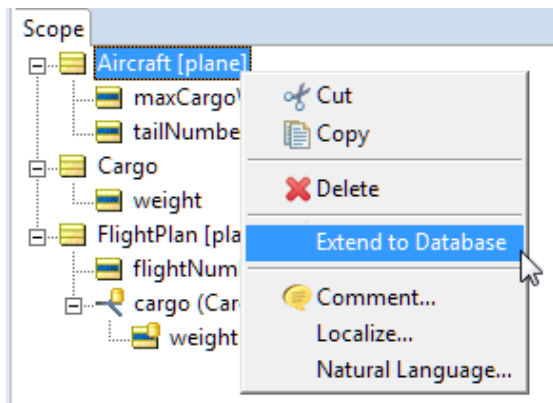 Scope
Aircraft [plane]
maxCargo
tailNumbe
Cargo
weight
FlightPlan [pla
flightNum
cargo (Car
weight
Cut
Copy
Delete
Extend to Database
Comment...
Localize...
Natural Language...